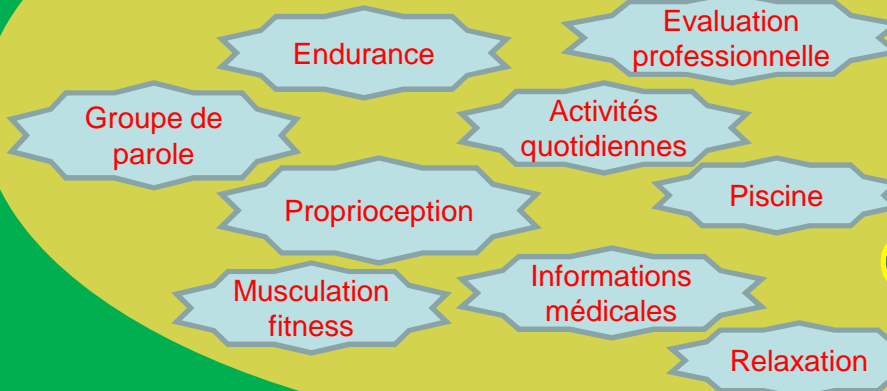 Endurance
Evaluation
professionnelle
Groupe de
parole
Activités
quotidiennes
Proprioception
Piscine
Musculation
fitness
Informations
médicales
Relaxation